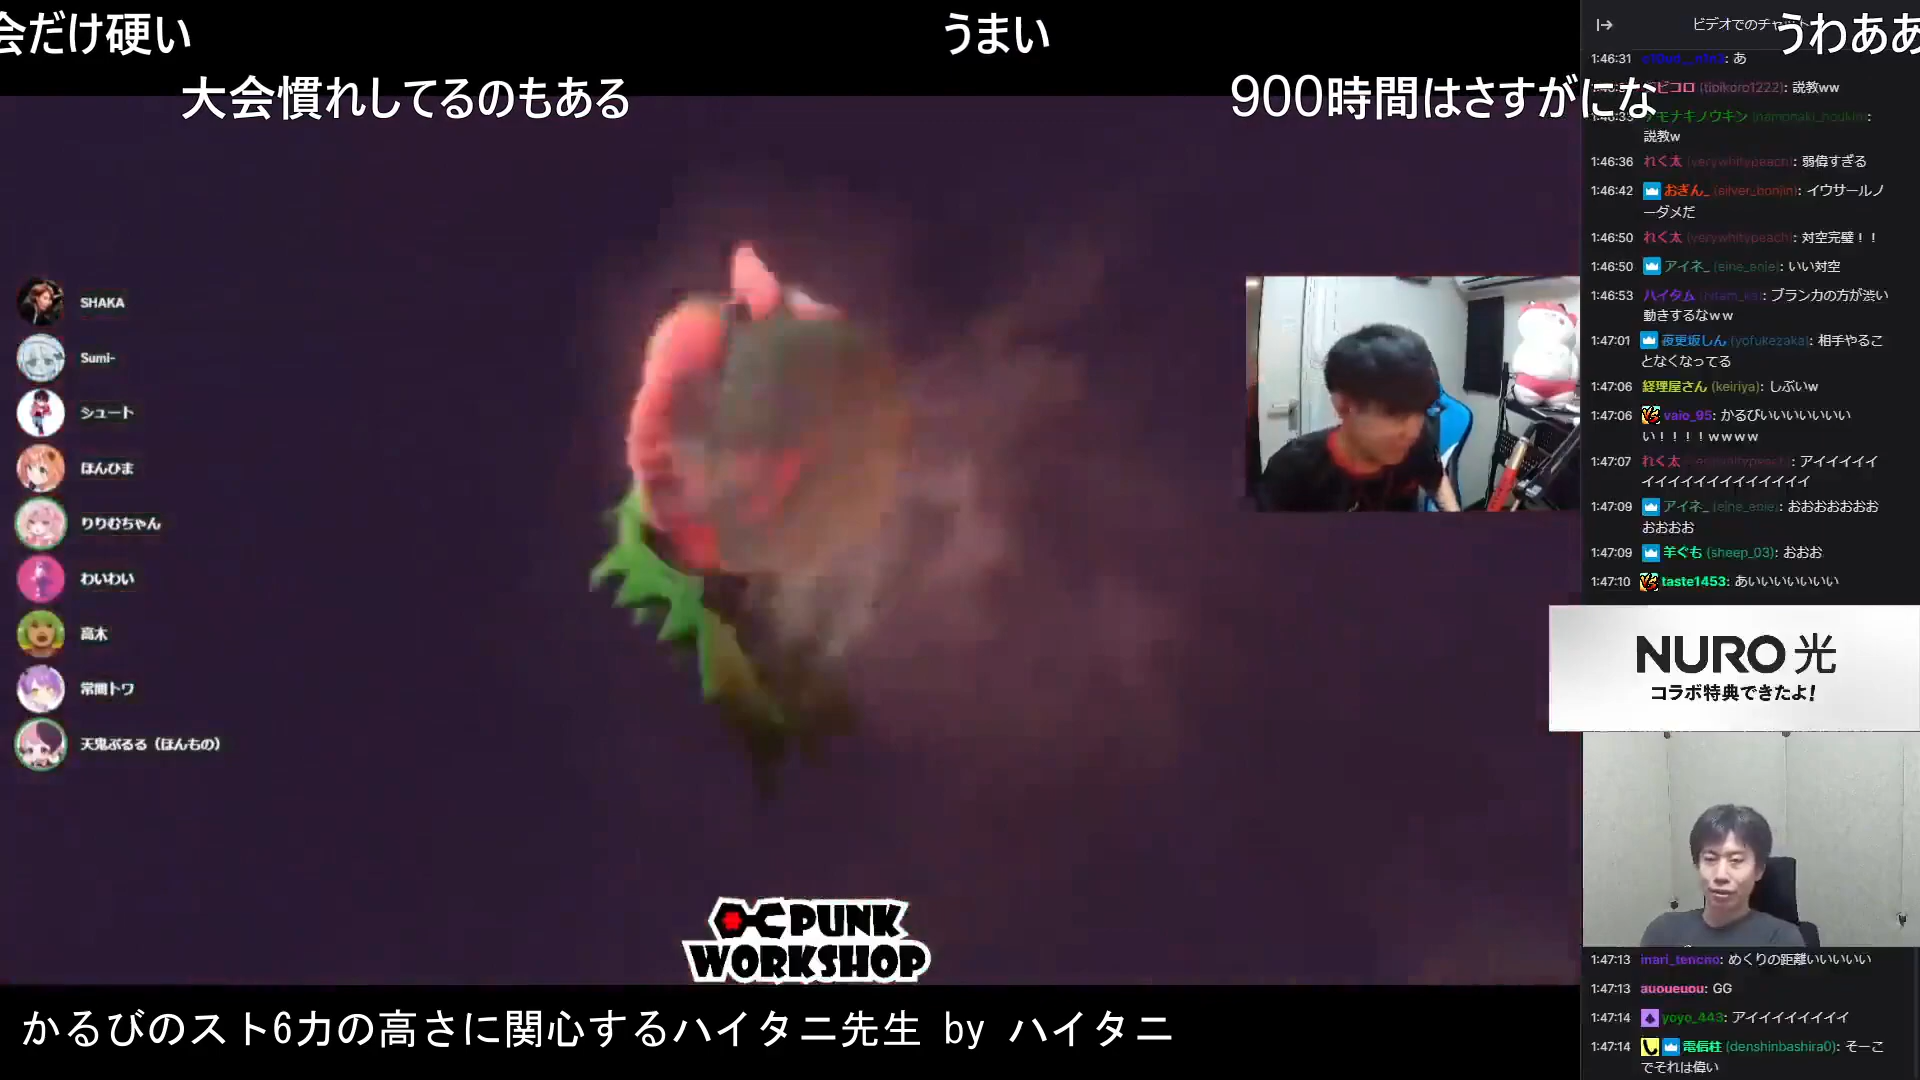 会だけ硬い
うまい
うわああ
大会慣れしてるのもある
900時間はさすがにな
ビデオでのチャ
1:46:31 : あ
ビコロ (tibikoro1222): 説教ww
モナキノウキン
説教w
1:46:36 れく太 (verywhitypeach): 弱偉すぎる
1:46:42 おぎん_ (silver_honjin): イウサールノ
ーダメだ
1:46:50 れく太 (verywhitypeach): 対空完璧！！
1:46:50 アイネ_ (eine_enie): いい対空
1:46:53 ハイタム : ブランカの方が渋い
動きするなｗｗ
1:47:01 夜更坂しん (yofukezaka): 相手やるこ
となくなってる
1:47:06 経理屋さん (keiriya): しぶいw
1:47:06 vaio_95: かるびいいいいいい
い！！！！ｗｗｗｗ
1:47:07 れく太 : アイイイイイ
イイイイイイイイイイイイイ
1:47:09 アイネ_ (eine_enie): おおおおおおお
おおおお
1:47:09 羊ぐも (sheep_03): おおお
1:47:10 taste1453: あいいいいいいい
SHAKA
Sumi-
シュート
ほんひま
りりむちゃん
わいわい
高木
常闇トワ
天鬼ぷるる（ほんもの）
NURO 光
コラボ特典できたよ!
PUNK
WORKSHOP
1:47:13 : めくりの距離いいいいい
1:47:13 auoueuou: GG
1:47:14 yoyo_443: アイイイイイイイ
1:47:14 電信柱 (denshinbashira0): そーこ
でそれは偉い
かるびのスト6力の高さに関心するハイタニ先生 by ハイタニ